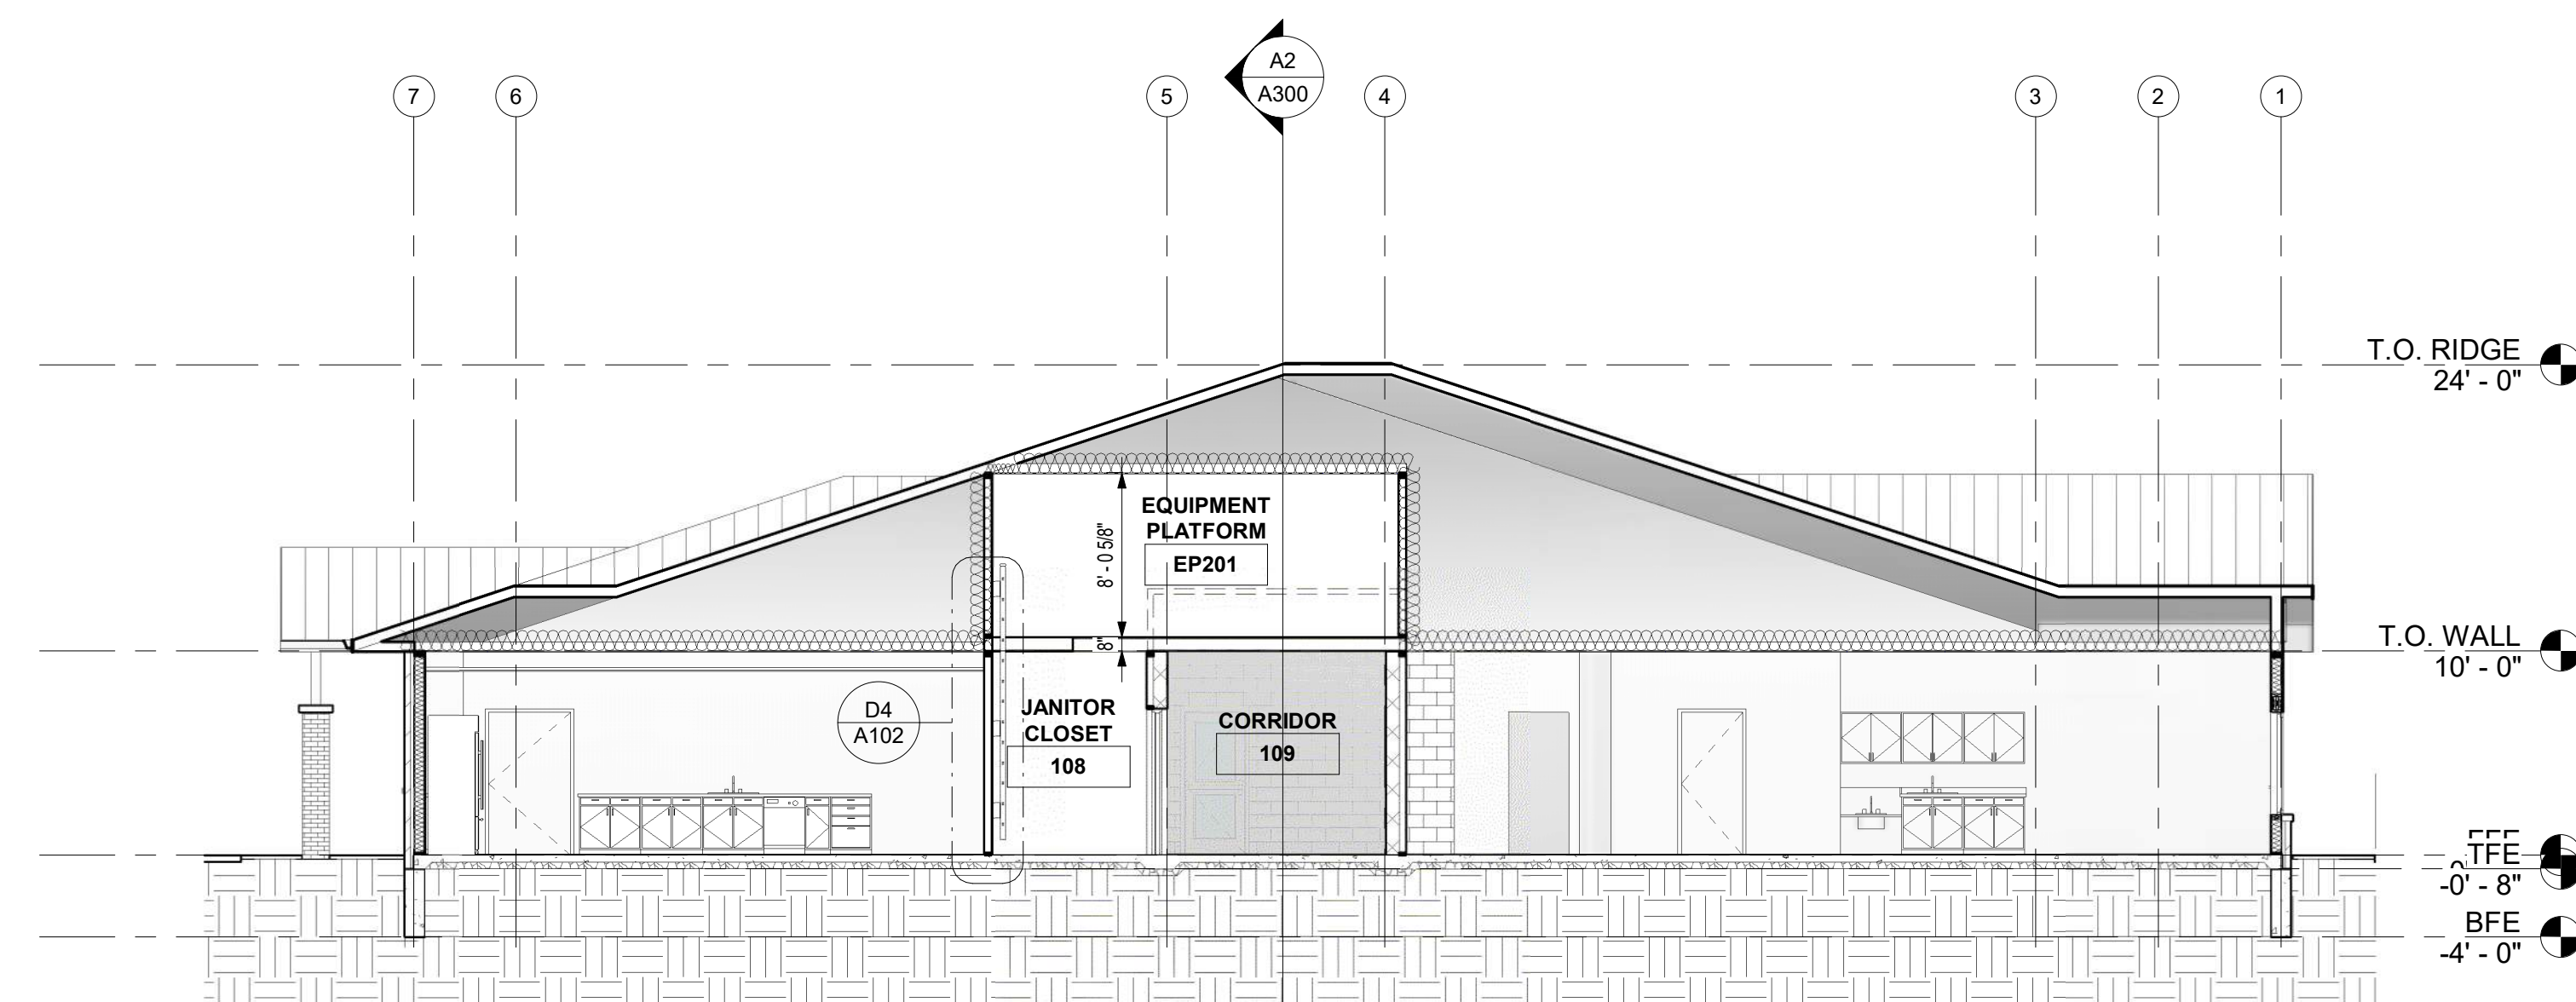 A2
A300
7
6
5
4
3
2
1
T.O. RIDGE
24' - 0"
EQUIPMENT
PLATFORM
EP201
8' - 0 5/8"
8"
T.O. WALL
10' - 0"
D4
A102
JANITOR
CLOSET
108
CORRIDOR
109
FFE
TFE
-0' - 8"
BFE
-4' - 0"